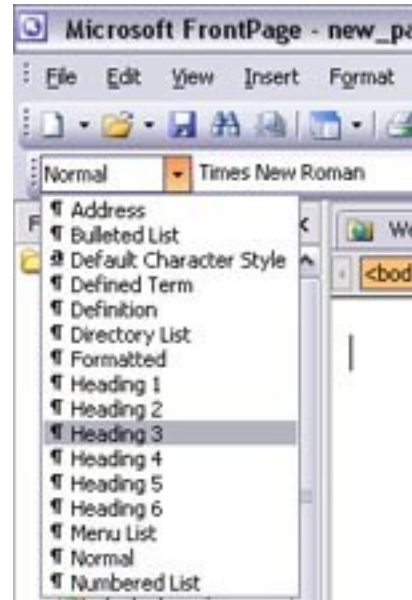 Microsoft FrontPage - new_pa
File Edit View Insert Format
Normal Times New Roman
¶ Address
¶ Bulleted List
a Default Character Style
¶ Defined Term
¶ Definition
¶ Directory List
¶ Formatted
¶ Heading 1
¶ Heading 2
¶ Heading 3
¶ Heading 4
¶ Heading 5
¶ Heading 6
¶ Menu List
¶ Normal
¶ Numbered List
F
We
<bod